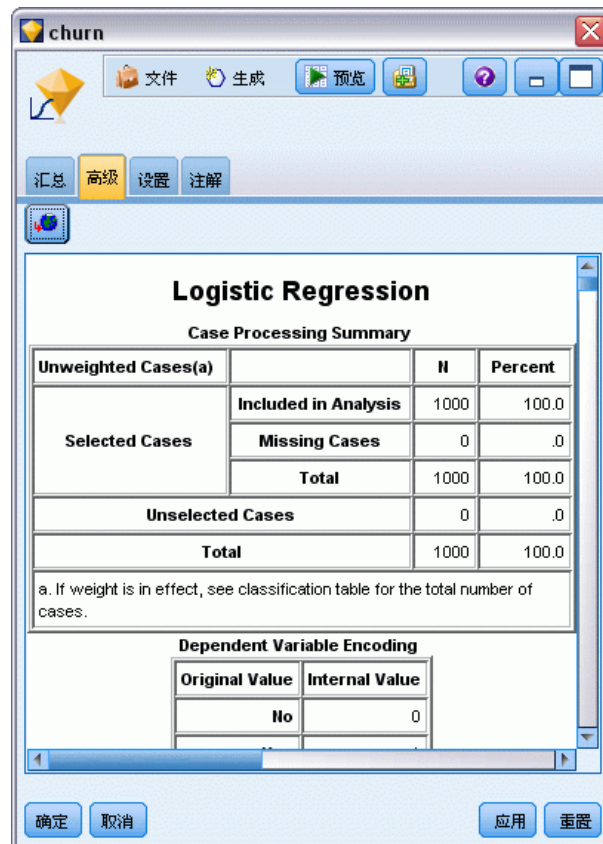 churn
文件 生成 预览
汇总 高级 设置 注解
Logistic Regression
Case Processing Summary
Unweighted Cases(a) N Percent
Selected Cases Included in Analysis 1000 100.0
Missing Cases 0 .0
Total 1000 100.0
Unselected Cases 0 .0
Total 1000 100.0
a. If weight is in effect, see classification table for the total number of
cases.
Dependent Variable Encoding
Original Value Internal Value
No 0
确定 取消 应用 重置